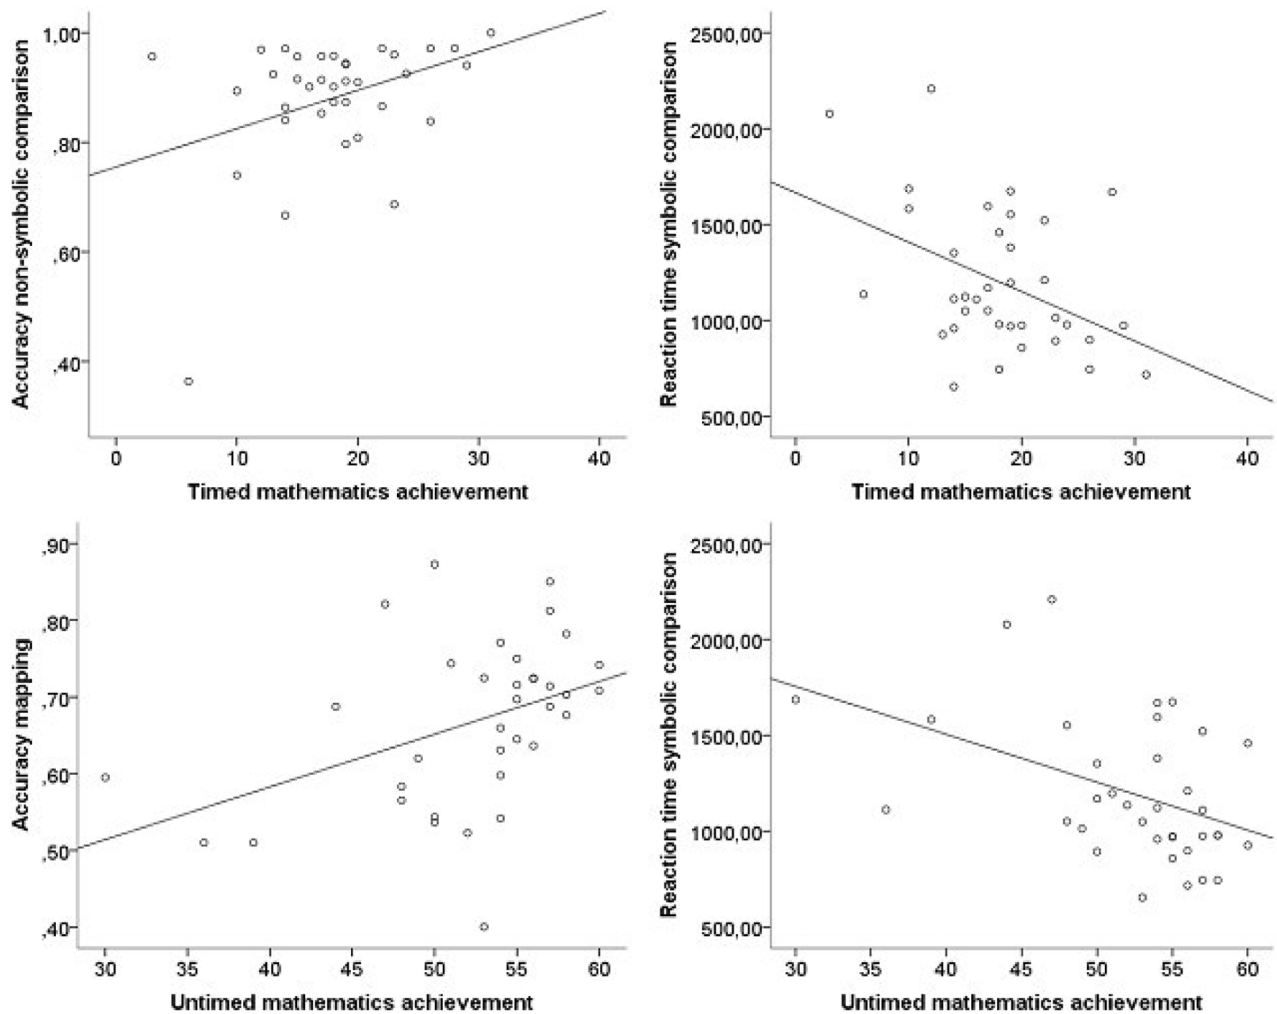 Accuracy non-symbolic comparison
1,00
,80
,60
,40
0 10 20 30 40
Timed mathematics achievement
Reaction time symbolic comparison
2500,00
2000,00
1500,00
1000,00
500,00
0 10 20 30 40
Timed mathematics achievement
Accuracy mapping
,90
,80
,70
,60
,50
,40
30 35 40 45 50 55 60
Untimed mathematics achievement
Reaction time symbolic comparison
2500,00
2000,00
1500,00
1000,00
500,00
30 35 40 45 50 55 60
Untimed mathematics achievement